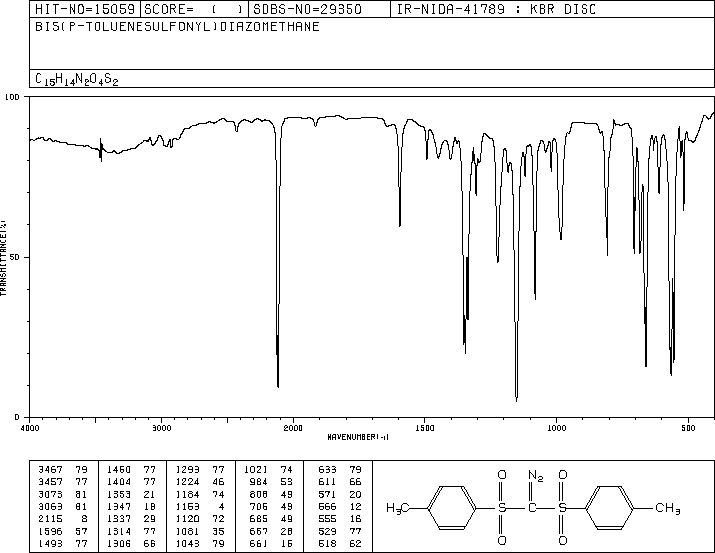 HIT-NO=15059 SCORE= ( ) SDBS-NO=29350 IR-NIDA-41789 : KBR DISC
BIS(P-TOLUENESULFONYL)DIAZOMETHANE
C15H14N2O4S2
100
50
0
TRANSMITTANCE(%)
4000 3000 2000 1500 1000 500
WAVENUMBER(-1)
3467 79 1460 77 1293 77 1021 74 633 79
3457 77 1404 77 1224 46 984 53 611 66
3073 81 1353 21 1184 74 808 49 571 20
3063 81 1347 18 1153 4 706 49 566 12
2115 8 1337 29 1120 72 685 49 555 16
1596 57 1314 77 1081 35 667 28 529 77
1493 77 1306 66 1043 79 661 15 518 62
O N2 O
H3C S C S CH3
O O